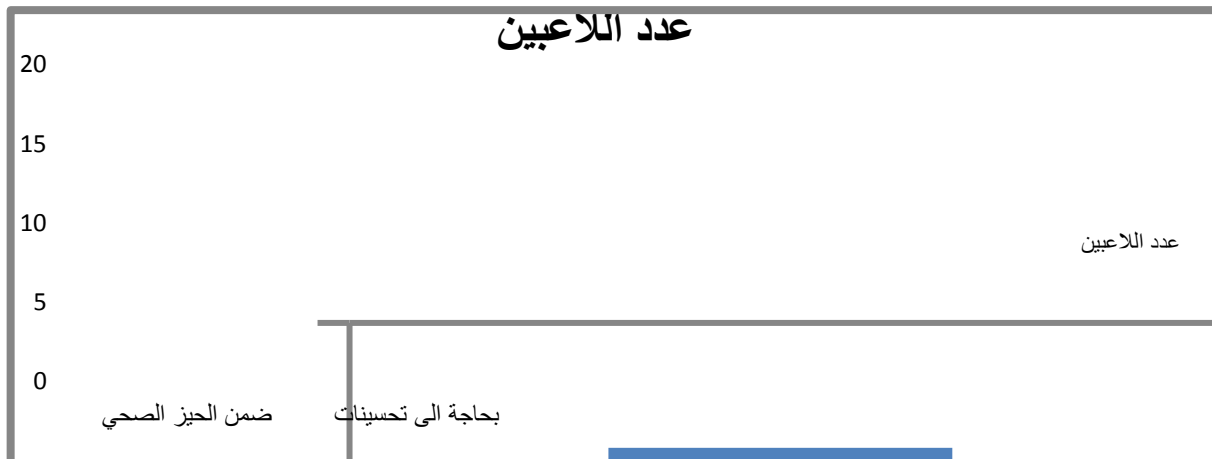 عدد اللاعبين
20
15
10
عدد اللاعبين
5
0
ضمن الحيز الصحي
بحاجة الى تحسينات